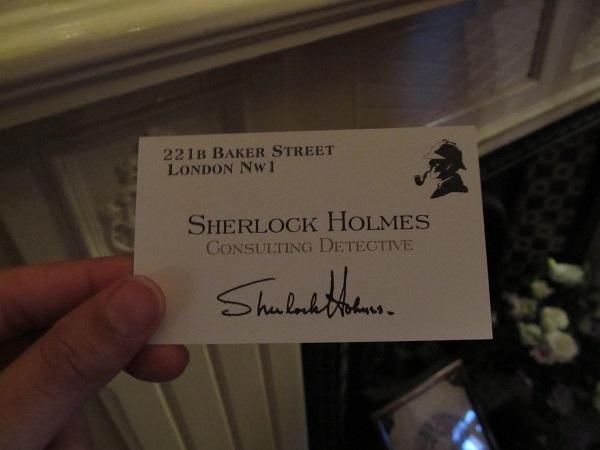 221B BAKER STREET
LONDON NW1
SHERLOCK HOLMES
CONSULTING DETECTIVE
Sherlock Holmes.